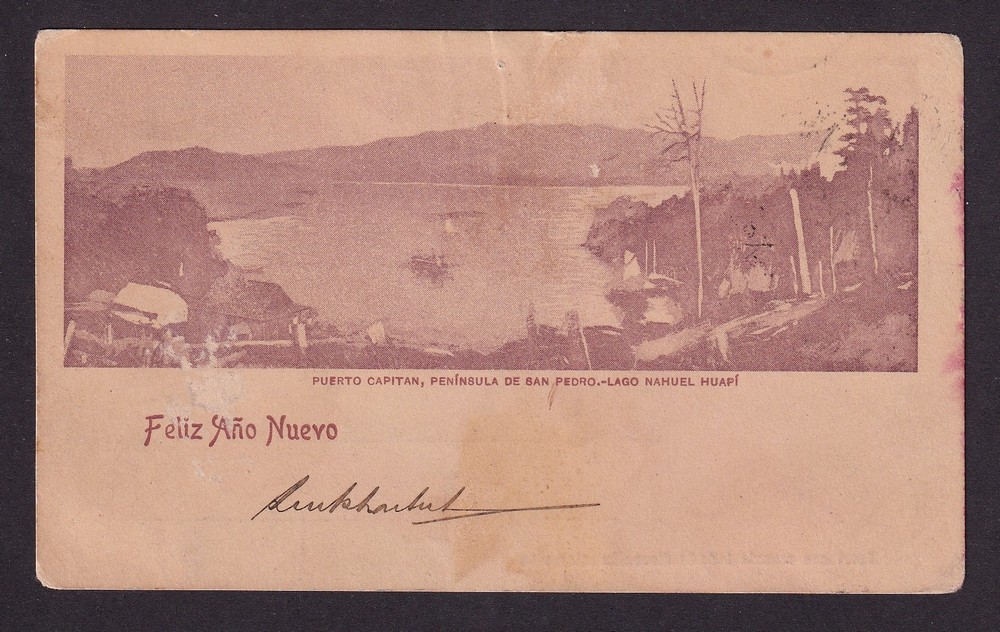 PUERTO CAPITAN, PENÍNSULA DE SAN PEDRO.-LAGO NAHUEL HUAPÍ
Feliz Año Nuevo